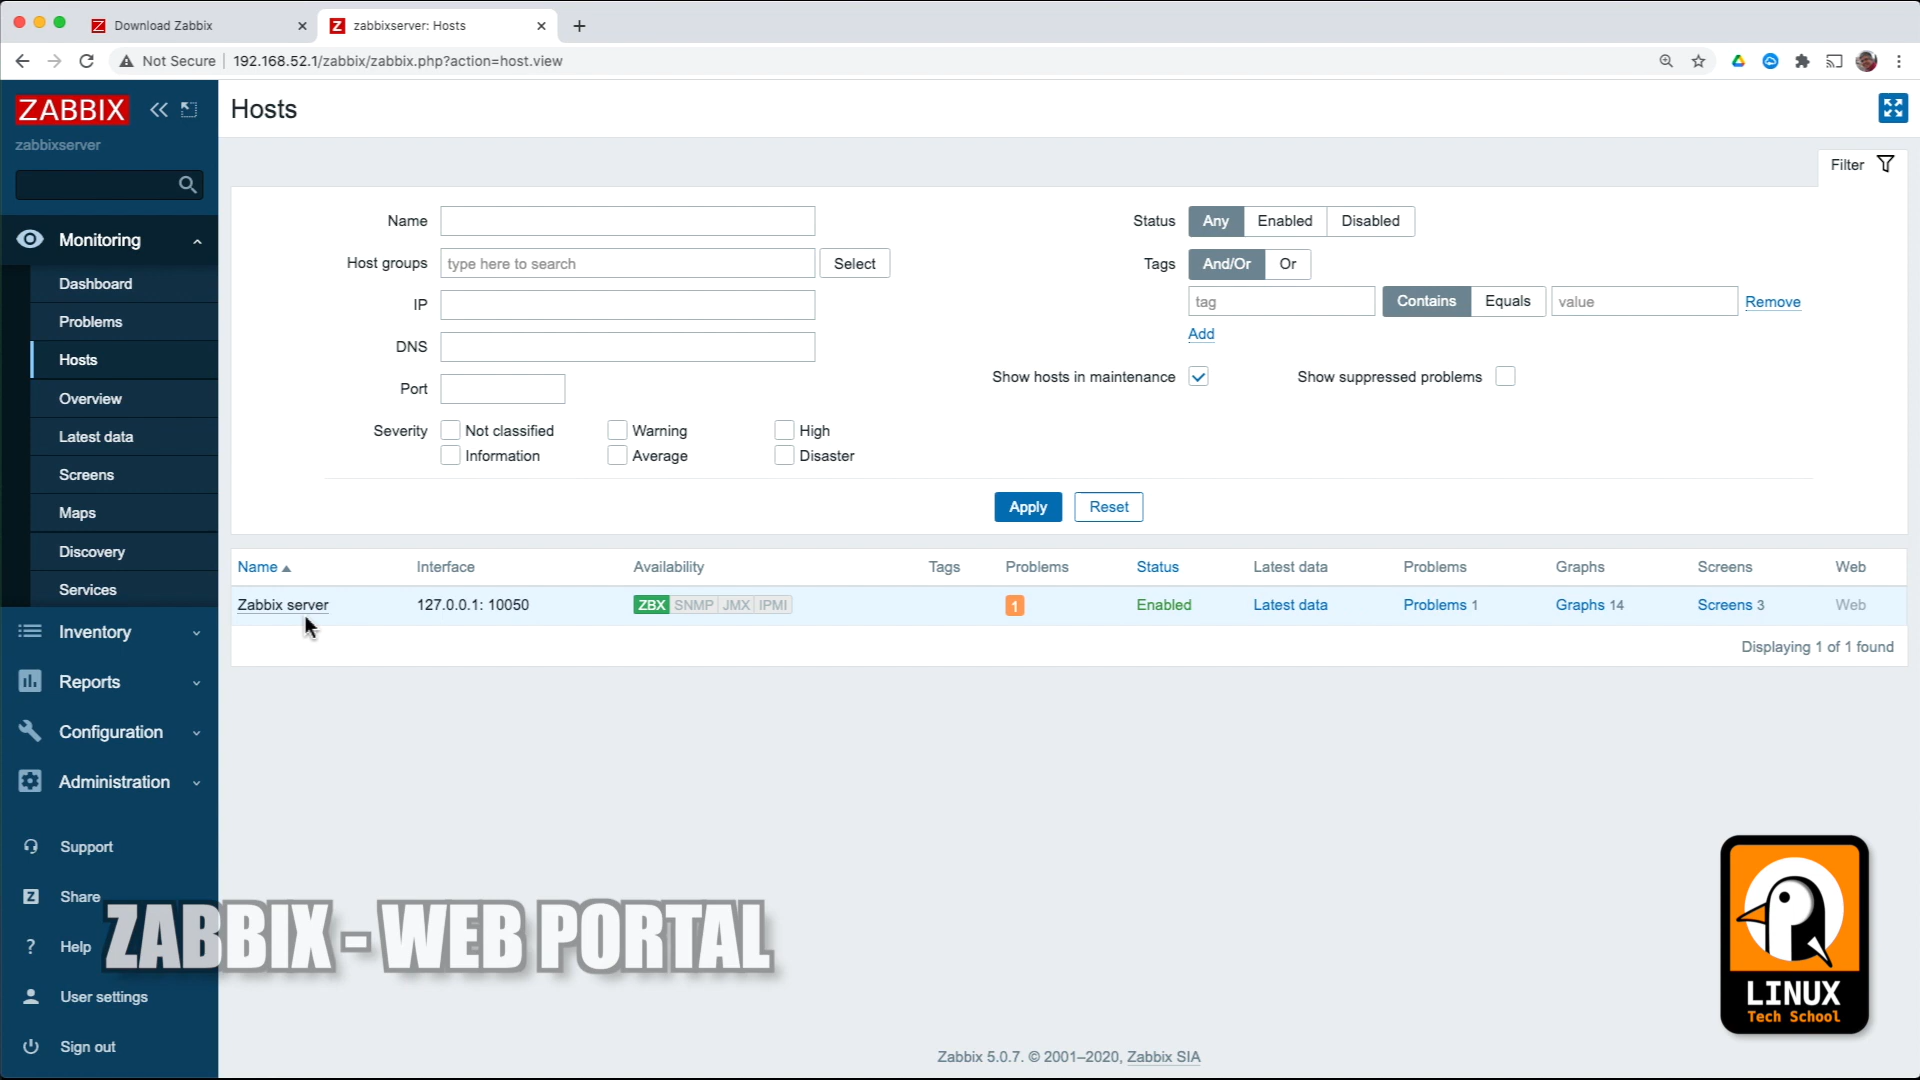 Download Zabbix
zabbixserver: Hosts
Not Secure
192.168.52.1/zabbix/zabbix.php?action=host.view
ZABBIX
zabbixserver
Monitoring
Dashboard
Problems
Hosts
Overview
Latest data
Screens
Maps
Discovery
Services
Inventory
Reports
Configuration
Administration
Support
Share
Help
User settings
Sign out
Hosts
Filter
Name
Host groups
type here to search
Select
IP
DNS
Port
Severity
Not classified
Warning
High
Information
Average
Disaster
Status
Any
Enabled
Disabled
Tags
And/Or
Or
tag
Contains
Equals
value
Remove
Add
Show hosts in maintenance
Show suppressed problems
Apply
Reset
Name Interface Availability Tags Problems Status Latest data Problems Graphs Screens Web
Zabbix server 127.0.0.1: 10050 ZBX SNMP JMX IPMI 1 Enabled Latest data Problems 1 Graphs 14 Screens 3 Web
Displaying 1 of 1 found
ZABBIX - WEB PORTAL
LINUX
Tech School
Zabbix 5.0.7. © 2001–2020, Zabbix SIA